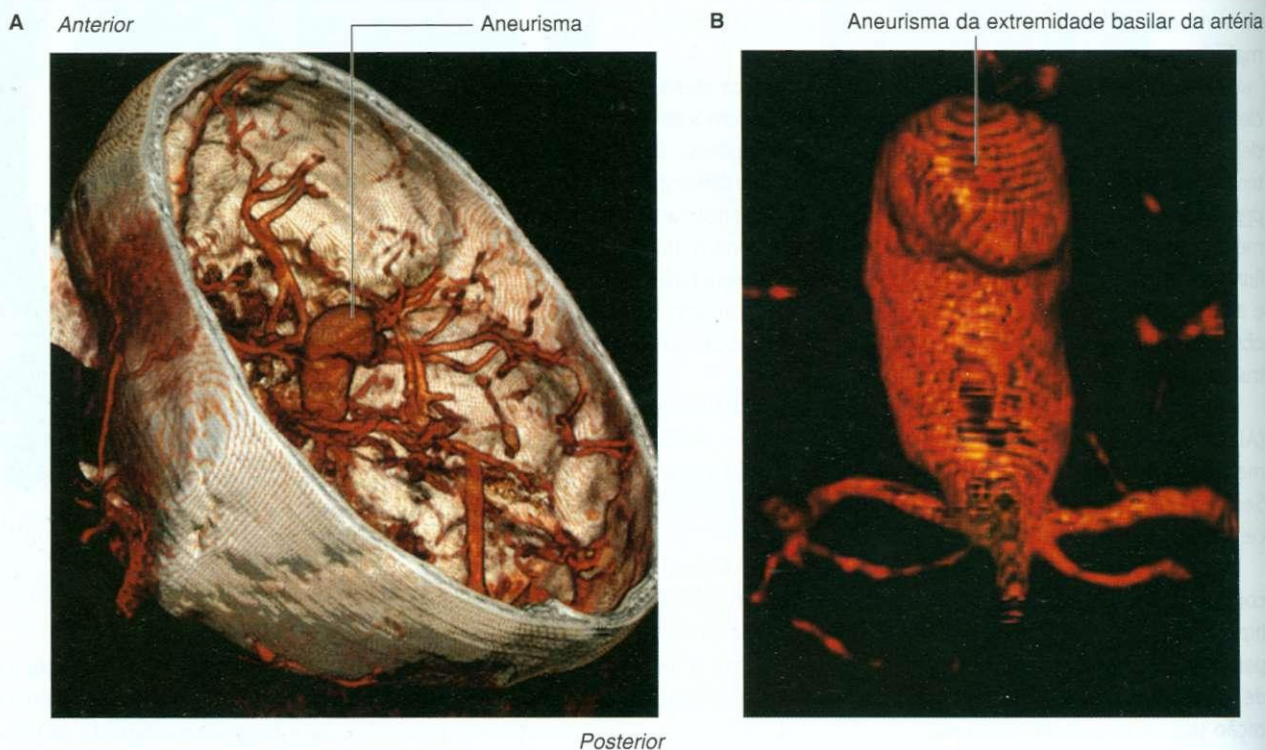 A Anterior
Aneurisma
B
Aneurisma da extremidade basilar da artéria
Posterior